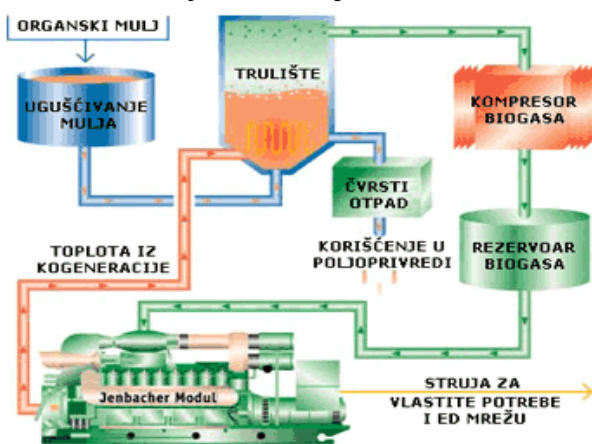 ORGANSKI MULJ
UGUŠĆIVANJE
MULJA
TRULIŠTE
KOMPRESOR
BIOGASA
ČVRSTI
OTPAD
KORIŠĆENJE U
POLJOPRIVREDI
REZERVOAR
BIOGASA
TOPLOTA IZ
KOGENERACIJE
Jenbacher Modul
STRUJA ZA
VLASTITE POTREBE
I ED MREŽU